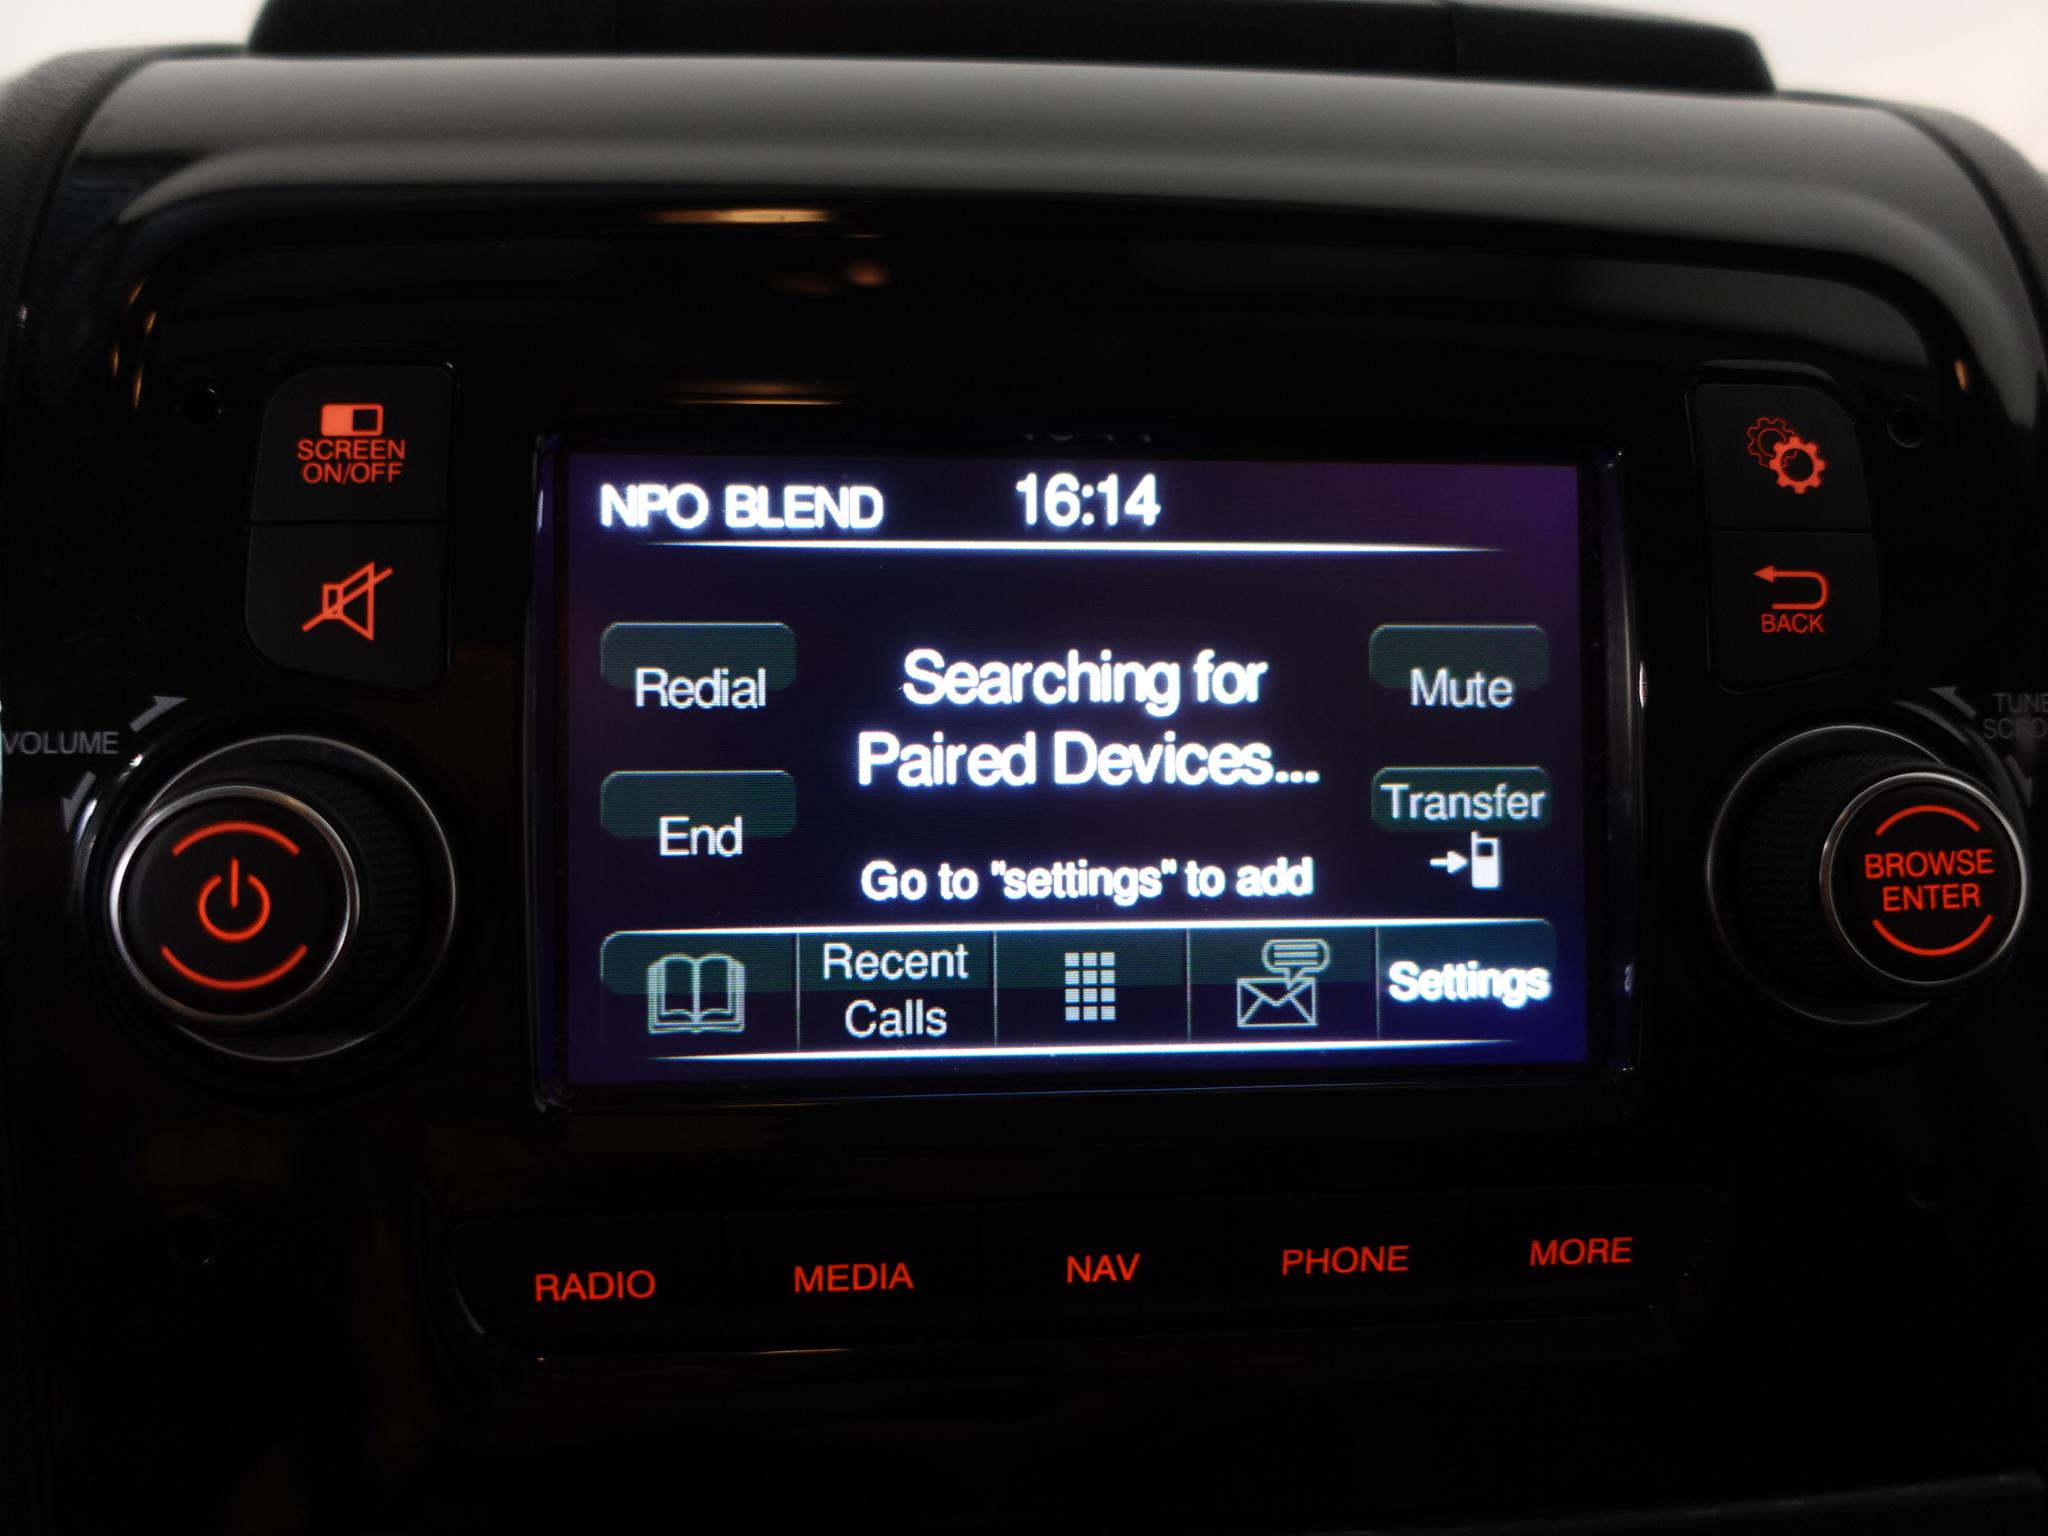 SCREEN
ON/OFF
NPO BLEND 16:14
BACK
VOLUME
Redial
Searching for
Paired Devices...
Mute
End
Transfer
Go to "settings" to add
BROWSE
ENTER
Recent
Calls
Settings
RADIO MEDIA NAV PHONE MORE